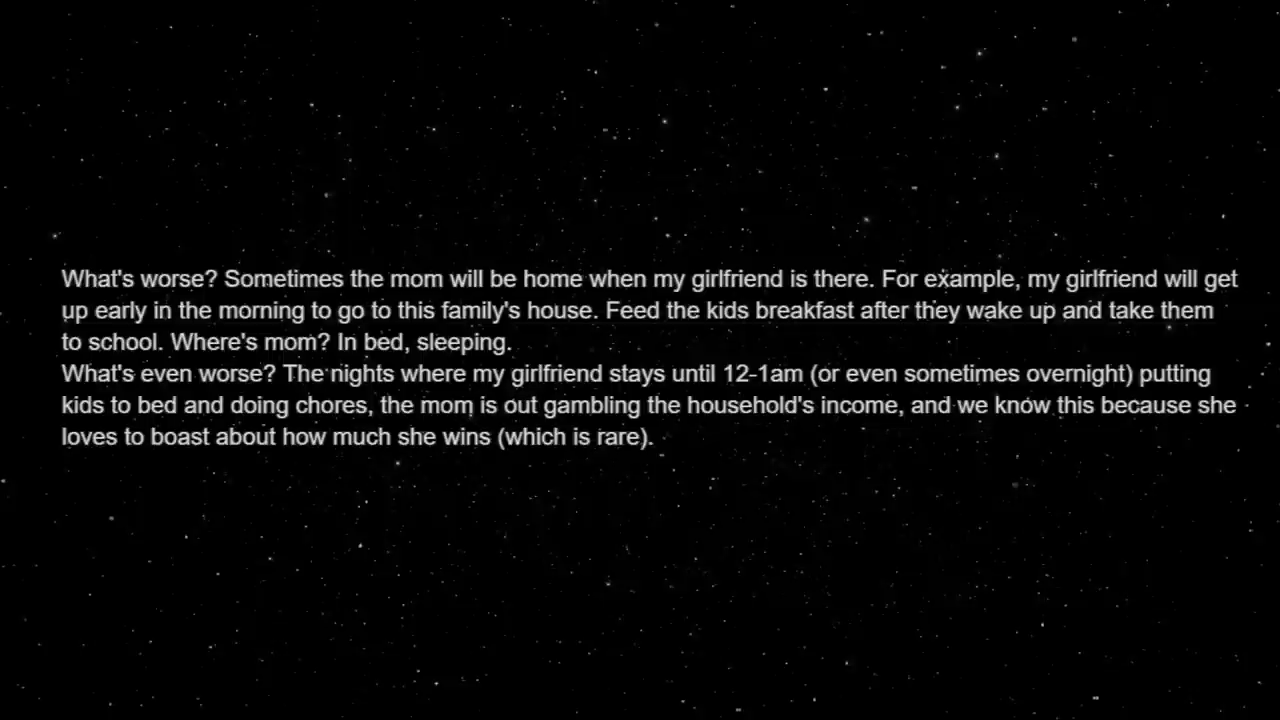 What's worse? Sometimes the mom will be home when my girlfriend is there. For example, my girlfriend will get
up early in the morning to go to this family's house. Feed the kids breakfast after they wake up and take them
to school. Where's mom? In bed, sleeping.
What's even worse? The nights where my girlfriend stays until 12-1am (or even sometimes overnight) putting
kids to bed and doing chores, the mom is out gambling the household's income, and we know this because she
loves to boast about how much she wins (which is rare).